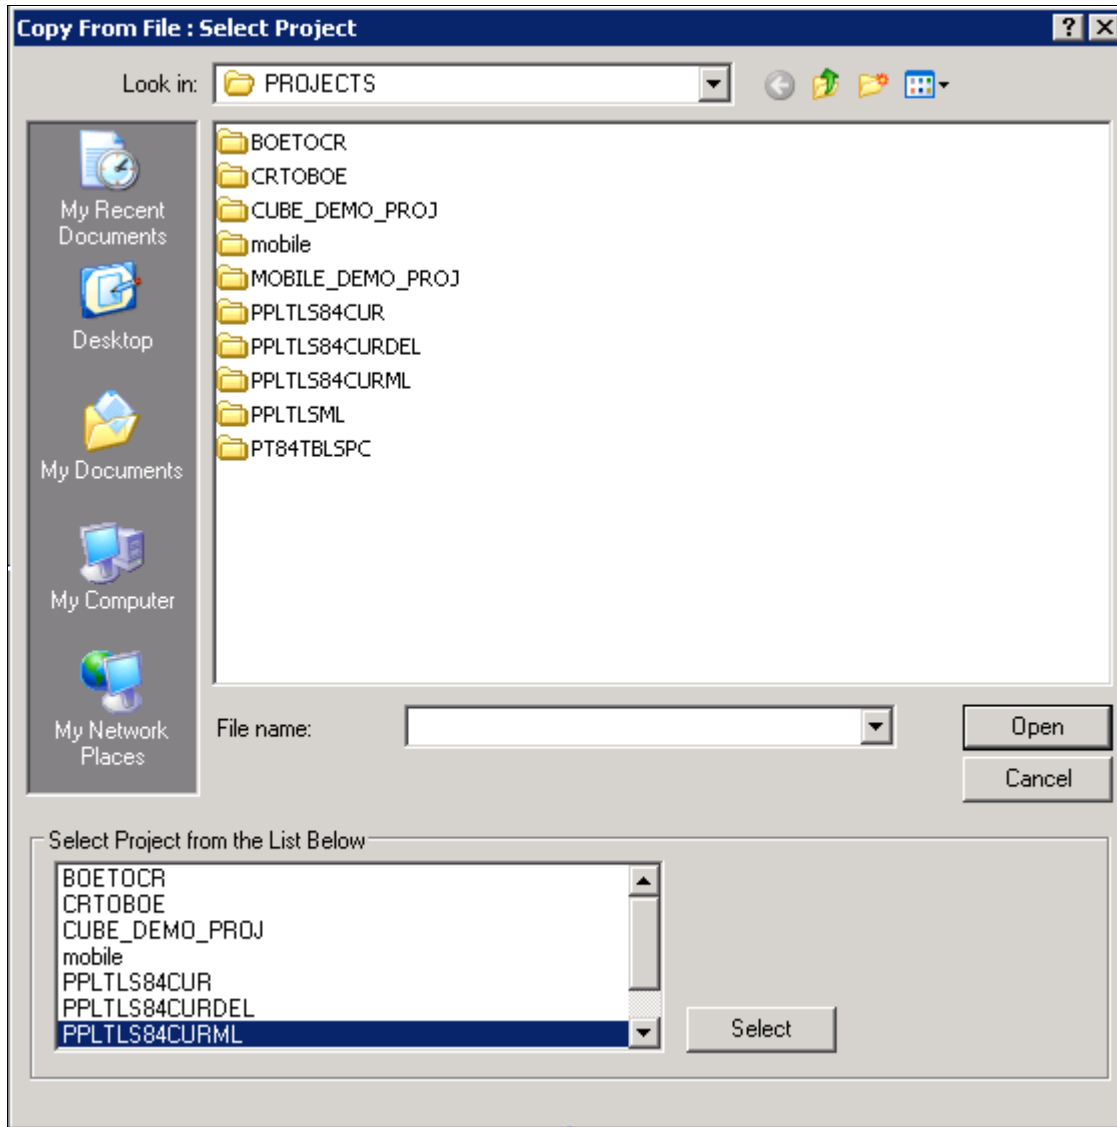 Copy From File : Select Project
Look in: PROJECTS
My Recent
Documents
Desktop
My Documents
My Computer
My Network
Places
BOETOCR
CRTOBOE
CUBE_DEMO_PROJ
mobile
MOBILE_DEMO_PROJ
PPLTLS84CUR
PPLTLS84CURDEL
PPLTLS84CURML
PPLTLSML
PT84TBLSPC
File name:
Open
Cancel
Select Project from the List Below
BOETOCR
CRTOBOE
CUBE_DEMO_PROJ
mobile
PPLTLS84CUR
PPLTLS84CURDEL
PPLTLS84CURML
Select